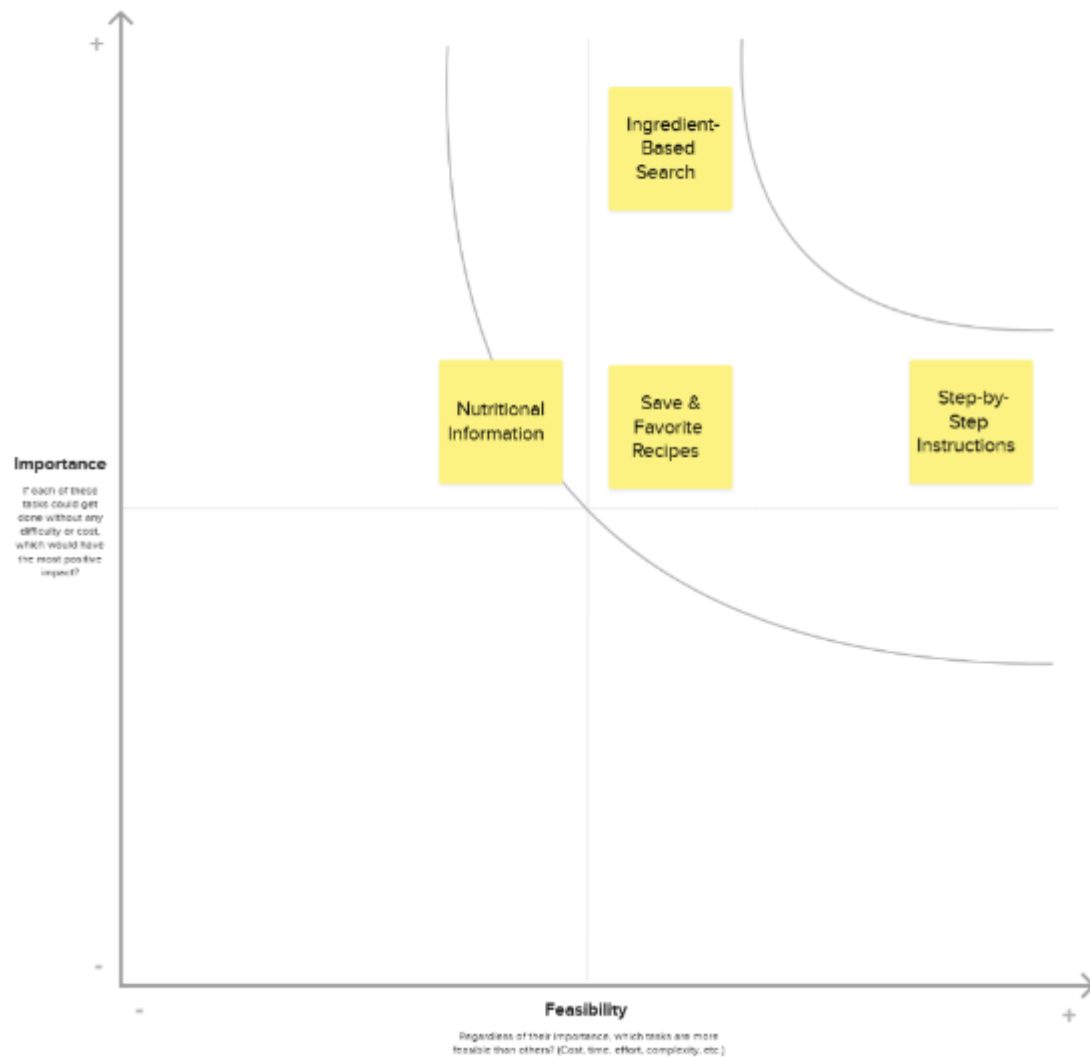 +
Ingredient-
Based
Search
Nutritional
Information
Save &
Favorite
Recipes
Step-by-
Step
Instructions
Importance
If each of these
tasks could get
done without any
difficulty or cost,
which would have
the most positive
impact?
-
-
Feasibility
+
Regardless of their importance, which tasks are more
feasible than others? (Cost, time, effort, complexity, etc.)